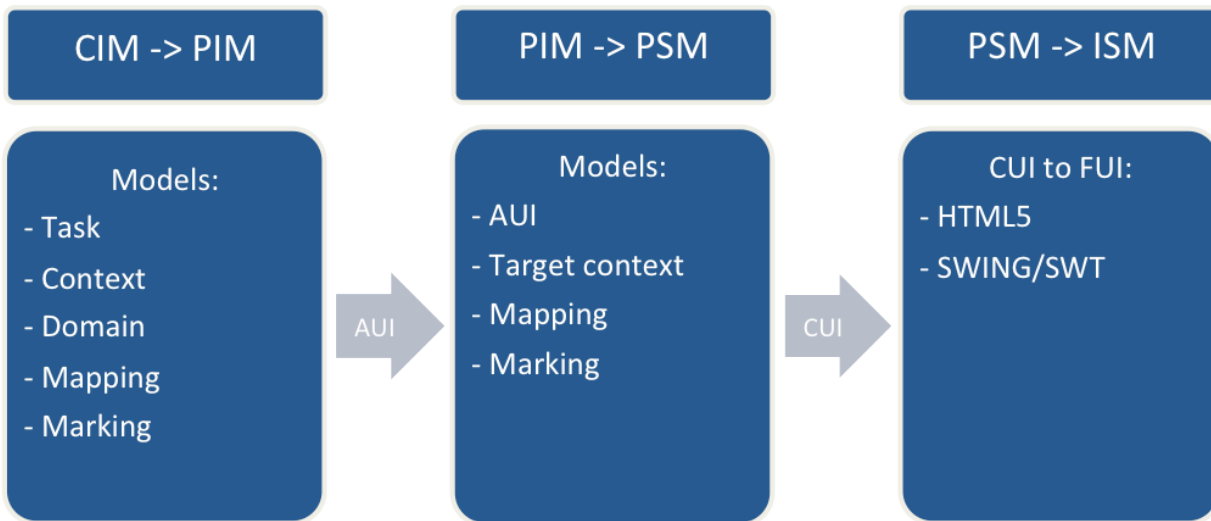 CIM -> PIM
PIM -> PSM
PSM -> ISM
Models:
- Task
- Context
- Domain
- Mapping
- Marking
AUI
Models:
- AUI
- Target context
- Mapping
- Marking
CUI
CUI to FUI:
- HTML5
- SWING/SWT